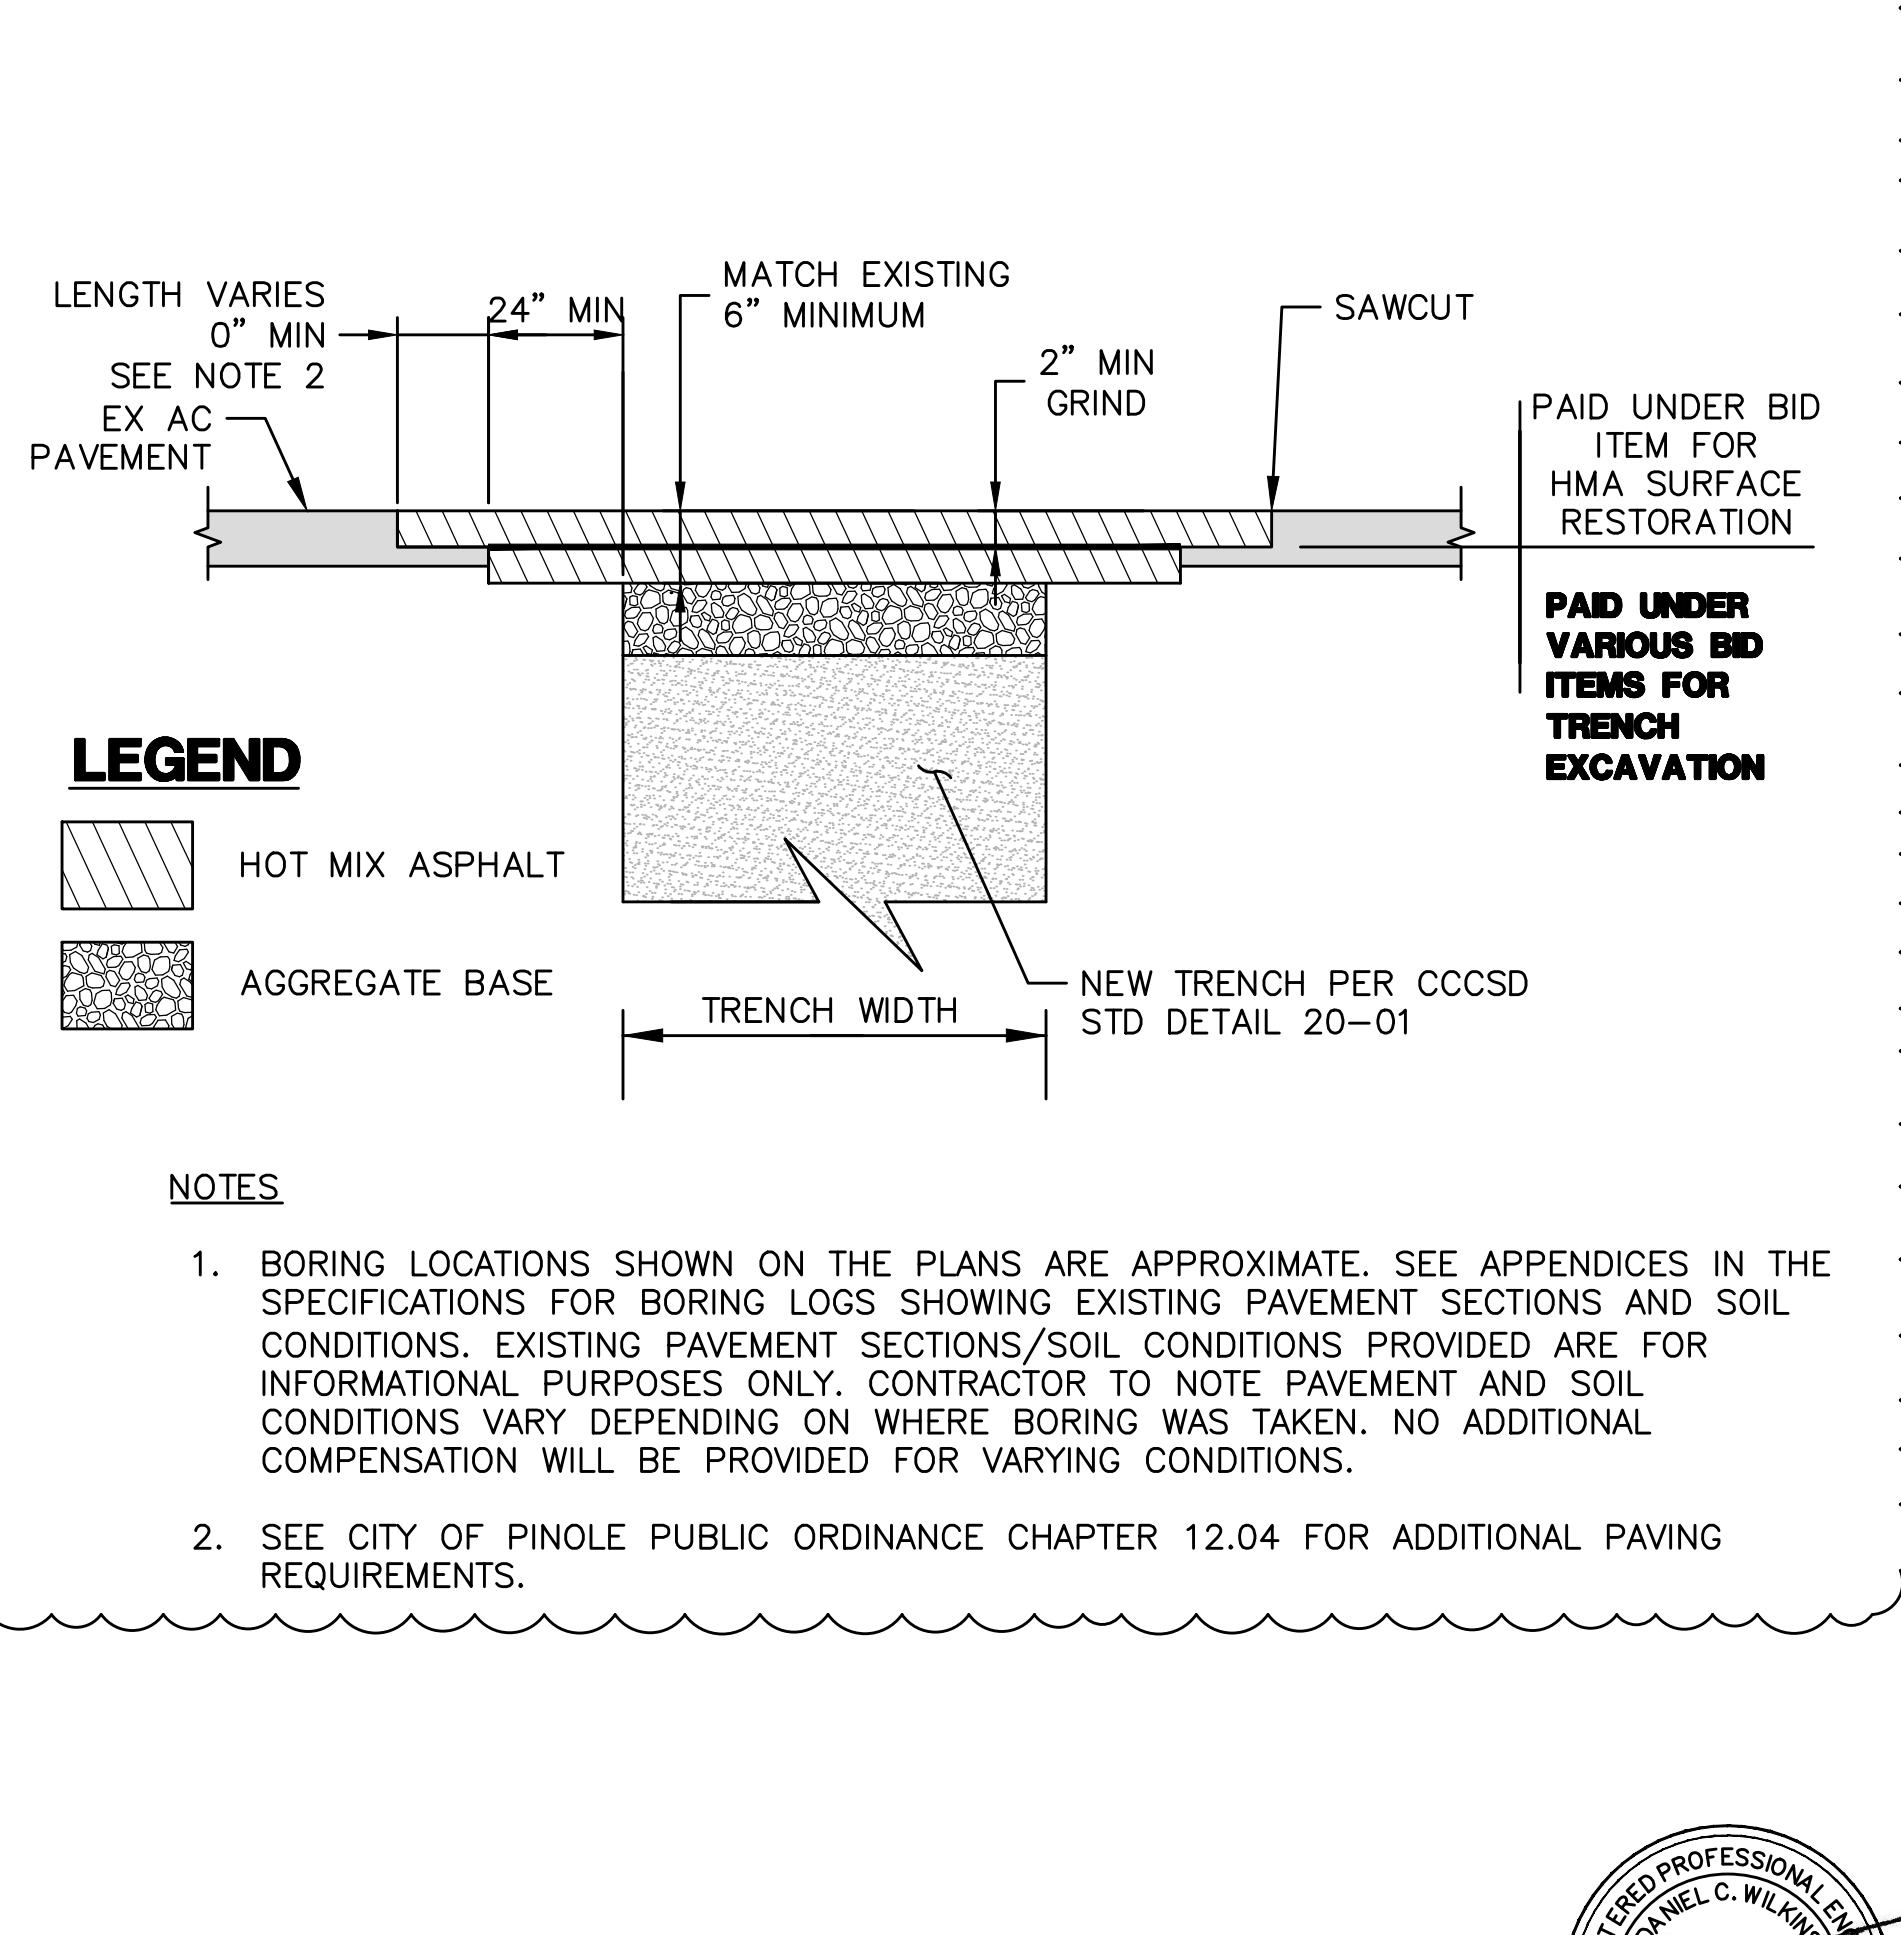 LENGTH VARIES
0" MIN
SEE NOTE 2
EX AC
PAVEMENT
24" MIN
MATCH EXISTING
6" MINIMUM
2" MIN
GRIND
SAWCUT
PAID UNDER BID
ITEM FOR
HMA SURFACE
RESTORATION
PAID UNDER
VARIOUS BID
ITEMS FOR
TRENCH
EXCAVATION
LEGEND
HOT MIX ASPHALT
AGGREGATE BASE
TRENCH WIDTH
NEW TRENCH PER CCCSD
STD DETAIL 20-01
NOTES
1. BORING LOCATIONS SHOWN ON THE PLANS ARE APPROXIMATE. SEE APPENDICES IN THE
SPECIFICATIONS FOR BORING LOGS SHOWING EXISTING PAVEMENT SECTIONS AND SOIL
CONDITIONS. EXISTING PAVEMENT SECTIONS/SOIL CONDITIONS PROVIDED ARE FOR
INFORMATIONAL PURPOSES ONLY. CONTRACTOR TO NOTE PAVEMENT AND SOIL
CONDITIONS VARY DEPENDING ON WHERE BORING WAS TAKEN. NO ADDITIONAL
COMPENSATION WILL BE PROVIDED FOR VARYING CONDITIONS.
2. SEE CITY OF PINOLE PUBLIC ORDINANCE CHAPTER 12.04 FOR ADDITIONAL PAVING
REQUIREMENTS.
PROFESSIONAL
DANIEL C.